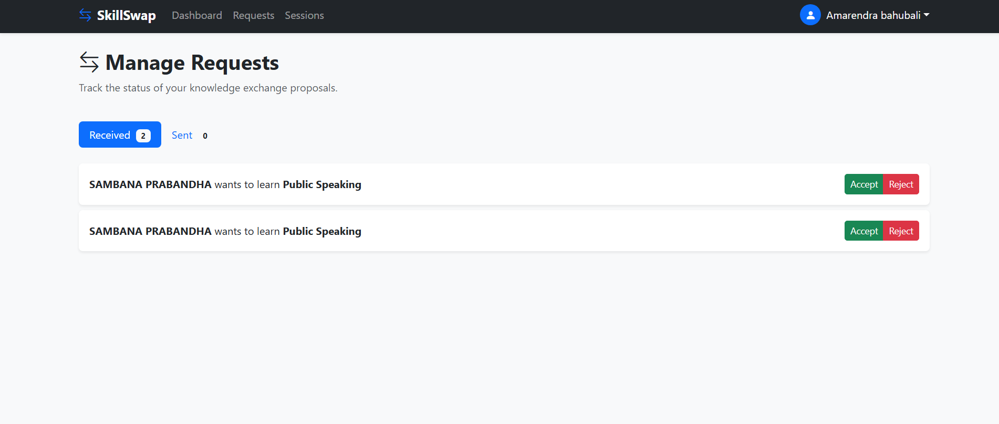 SkillSwap Dashboard Requests Sessions Amarendra bahubali
Manage Requests
Track the status of your knowledge exchange proposals.
Received 2 Sent 0
SAMBANA PRABANDHA wants to learn Public Speaking Accept Reject
SAMBANA PRABANDHA wants to learn Public Speaking Accept Reject